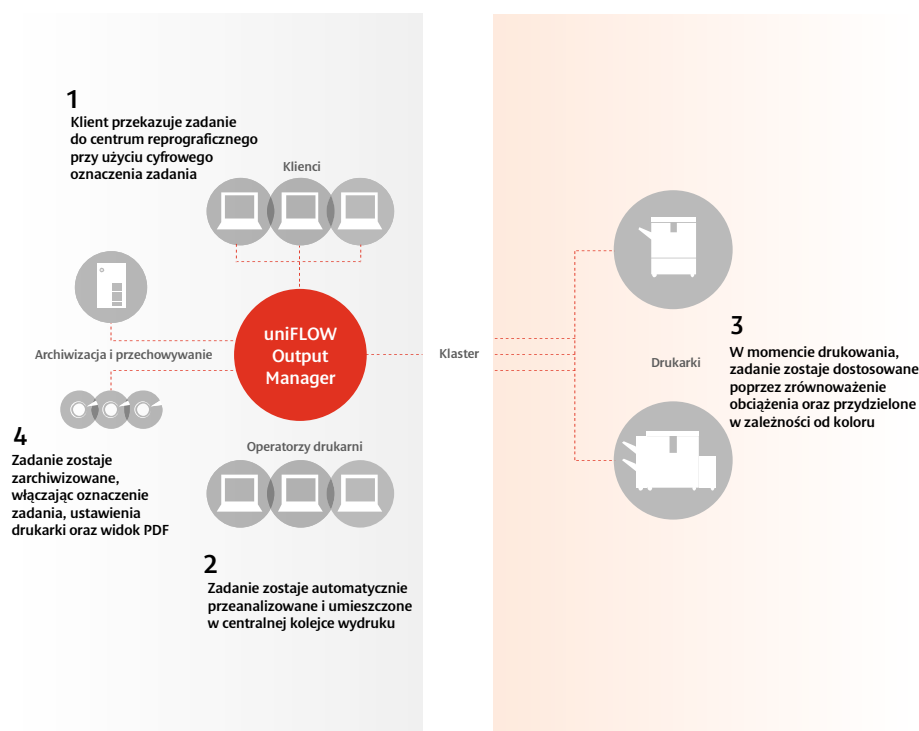 1
Klient przekazuje zadanie
do centrum reprograficznego
przy użyciu cyfrowego
oznaczenia zadania
Klienci
uniFLOW
Output
Manager
Archiwizacja i przechowywanie
Klaster
Drukarki
3
W momencie drukowania,
zadanie zostaje dostosowane
poprzez zrównoważenie
obciążenia oraz przydzielone
w zależności od koloru
4
Zadanie zostaje
zarchiwizowane,
włączając oznaczenie
zadania, ustawienia
drukarki oraz widok PDF
Operatorzy drukarni
2
Zadanie zostaje automatycznie
przeanalizowane i umieszczone
w centralnej kolejce wydruku